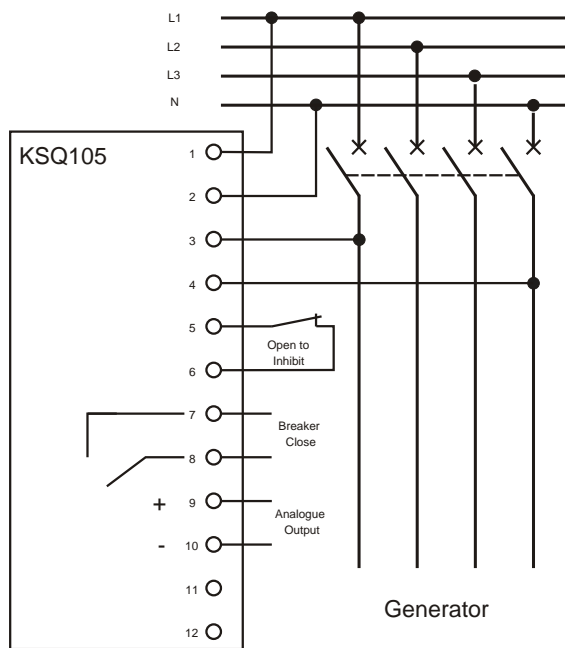 L1
L2
L3
N
KSQ105
1
2
3
4
5
Open to
Inhibit
6
7
Breaker
Close
8
+
9
Analogue
Output
-
10
11
Generator
12